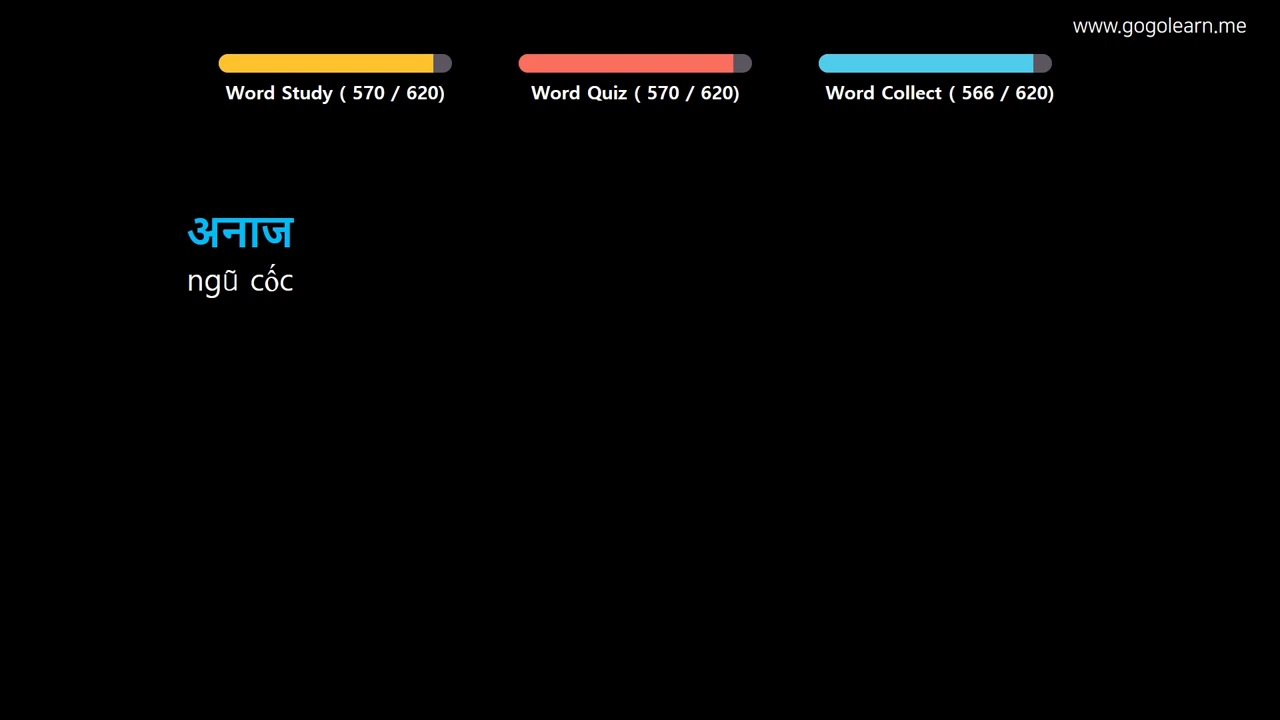 www.gogolearn.me
Word Study ( 570 / 620)
Word Quiz ( 570 / 620)
Word Collect ( 566 / 620)
अनाज
ngũ cốc